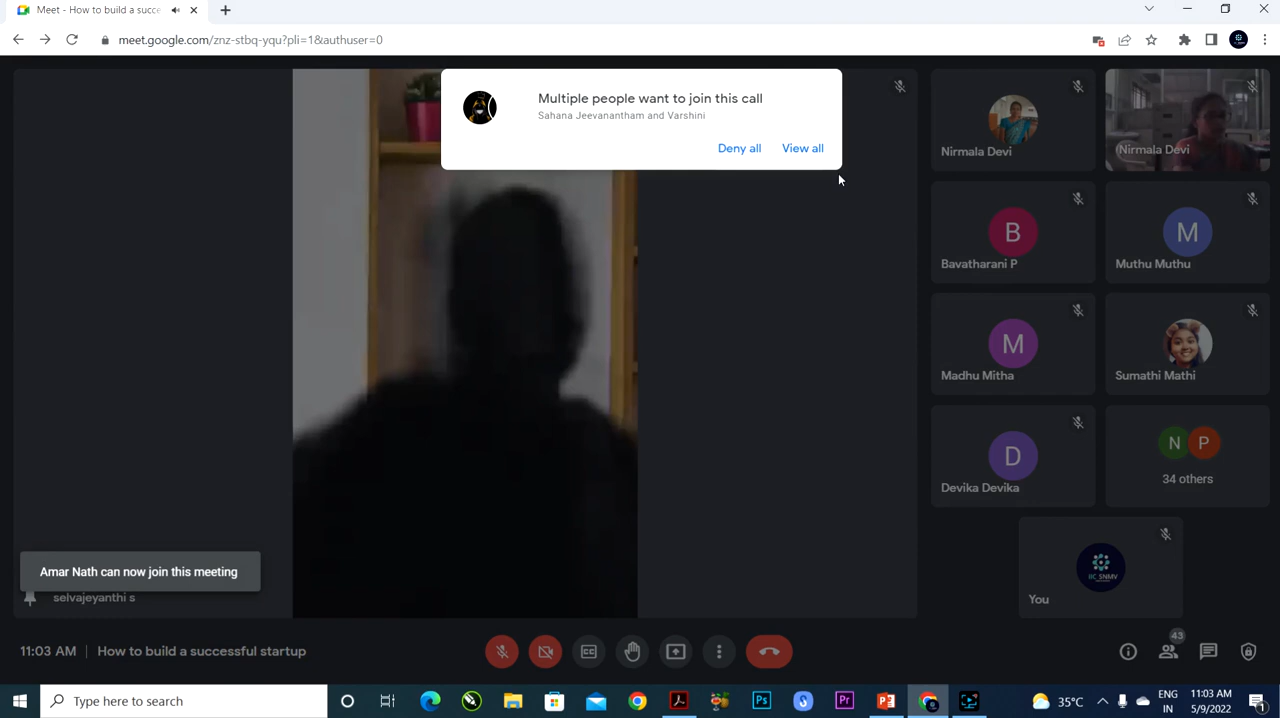 Meet - How to build a succe
meet.google.com/znz-stbq-yqu?pli=1&authuser=0
Multiple people want to join this call
Sahana Jeevanantham and Varshini
Deny all View all
Nirmala Devi
Nirmala Devi
B
Bavatharani P
M
Muthu Muthu
M
Madhu Mitha
Sumathi Mathi
D
Devika Devika
N P
34 others
BC_SNMV
You
Amar Nath can now join this meeting
selvajeyanthi s
11:03 AM | How to build a successful startup
43
Type here to search
Ps
S
Pr
35°C
ENG
IN
11:03 AM
5/9/2022
1